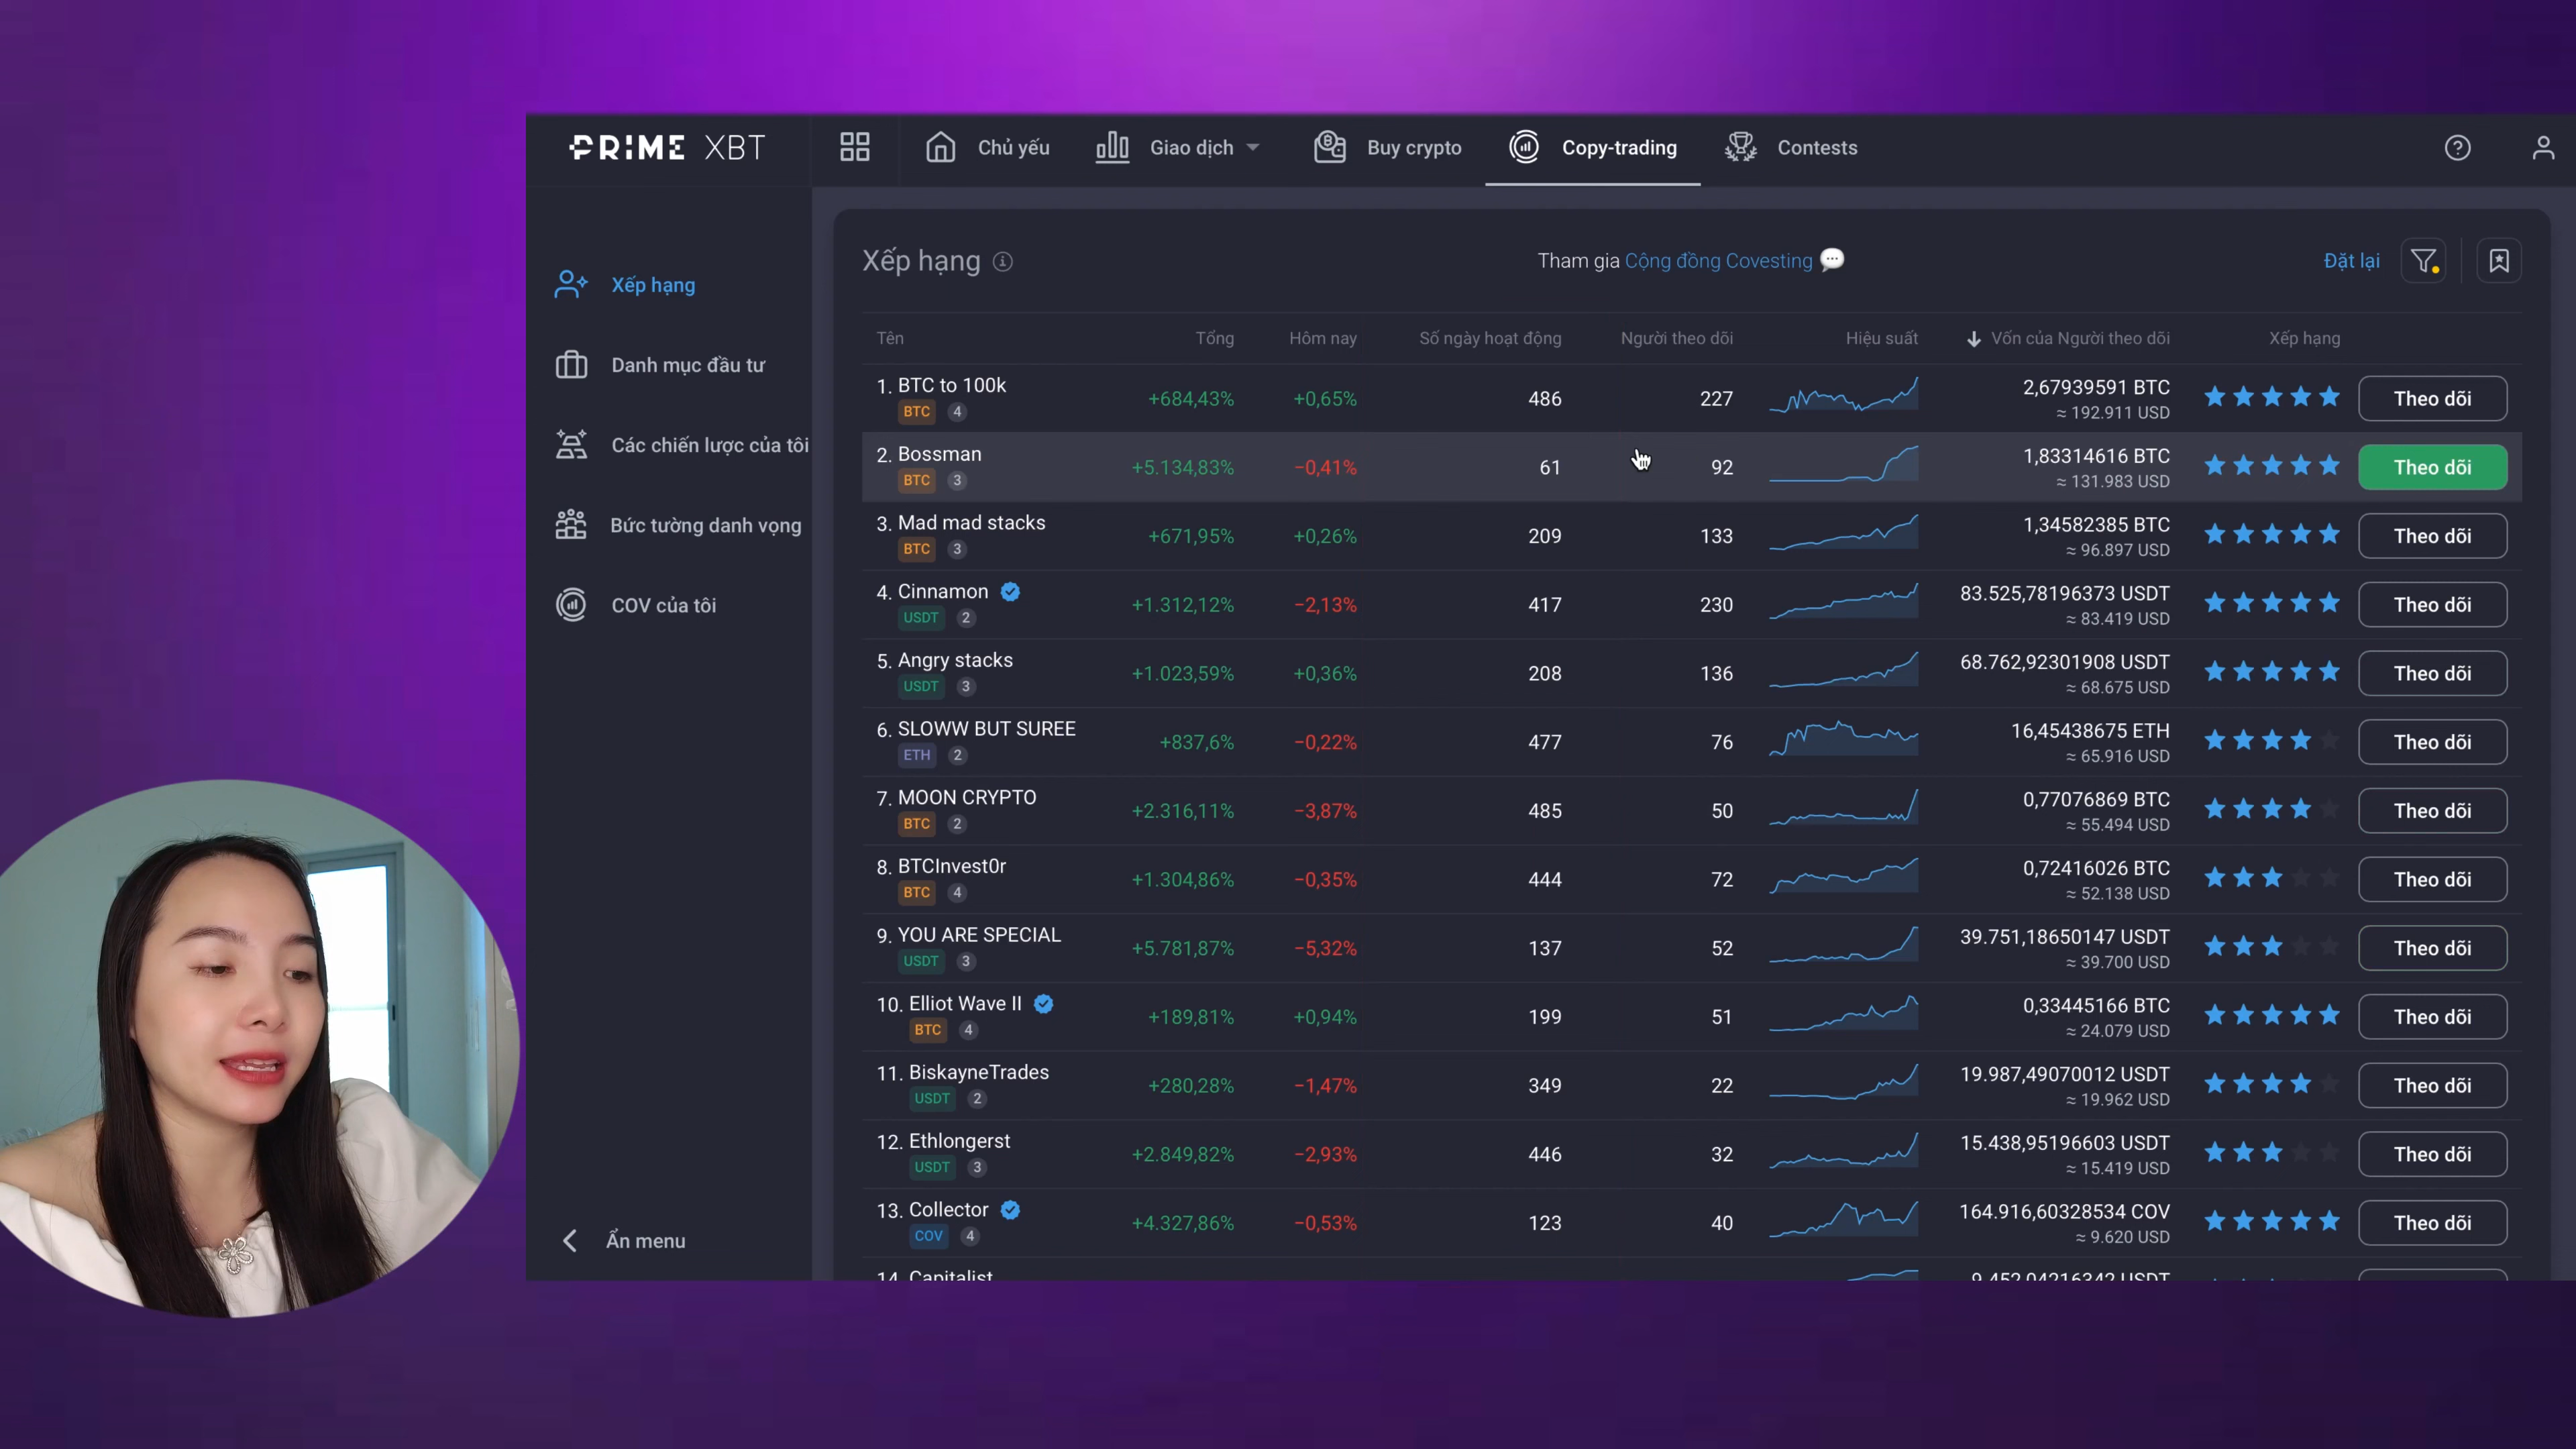 PRIME XBT
Chủ yếu
Giao dịch
Buy crypto
Copy-trading
Contests
Xếp hạng
Danh mục đầu tư
Các chiến lược của tôi
Bức tường danh vọng
COV của tôi
Ẩn menu
Xếp hạng
Tham gia Cộng đồng Covesting
Đặt lại
Tên Tổng Hôm nay Số ngày hoạt động Người theo dõi Hiệu suất Vốn của Người theo dõi Xếp hạng
1. BTC to 100k +684,43% +0,65% 486 227 2,67939591 BTC Theo dõi
BTC 4 ≈ 192.911 USD
2. Bossman +5.134,83% −0,41% 61 92 1,83314616 BTC Theo dõi
BTC 3 ≈ 131.983 USD
3. Mad mad stacks +671,95% +0,26% 209 133 1,34582385 BTC Theo dõi
BTC 3 ≈ 96.897 USD
4. Cinnamon +1.312,12% −2,13% 417 230 83.525,78196373 USDT Theo dõi
USDT 2 ≈ 83.419 USD
5. Angry stacks +1.023,59% +0,36% 208 136 68.762,92301908 USDT Theo dõi
USDT 3 ≈ 68.675 USD
6. SLOWW BUT SUREE +837,6% −0,22% 477 76 16,45438675 ETH Theo dõi
ETH 2 ≈ 65.916 USD
7. MOON CRYPTO +2.316,11% −3,87% 485 50 0,77076869 BTC Theo dõi
BTC 2 ≈ 55.494 USD
8. BTCInvest0r +1.304,86% −0,35% 444 72 0,72416026 BTC Theo dõi
BTC 4 ≈ 52.138 USD
9. YOU ARE SPECIAL +5.781,87% −5,32% 137 52 39.751,18650147 USDT Theo dõi
USDT 3 ≈ 39.700 USD
10. Elliot Wave II +189,81% +0,94% 199 51 0,33445166 BTC Theo dõi
BTC 4 ≈ 24.079 USD
11. BiskayneTrades +280,28% −1,47% 349 22 19.987,49070012 USDT Theo dõi
USDT 2 ≈ 19.962 USD
12. Ethlongerst +2.849,82% −2,93% 446 32 15.438,95196603 USDT Theo dõi
USDT 3 ≈ 15.419 USD
13. Collector +4.327,86% −0,53% 123 40 164.916,60328534 COV Theo dõi
COV 4 ≈ 9.620 USD
14. Capitalist 9.452,04216342 USDT